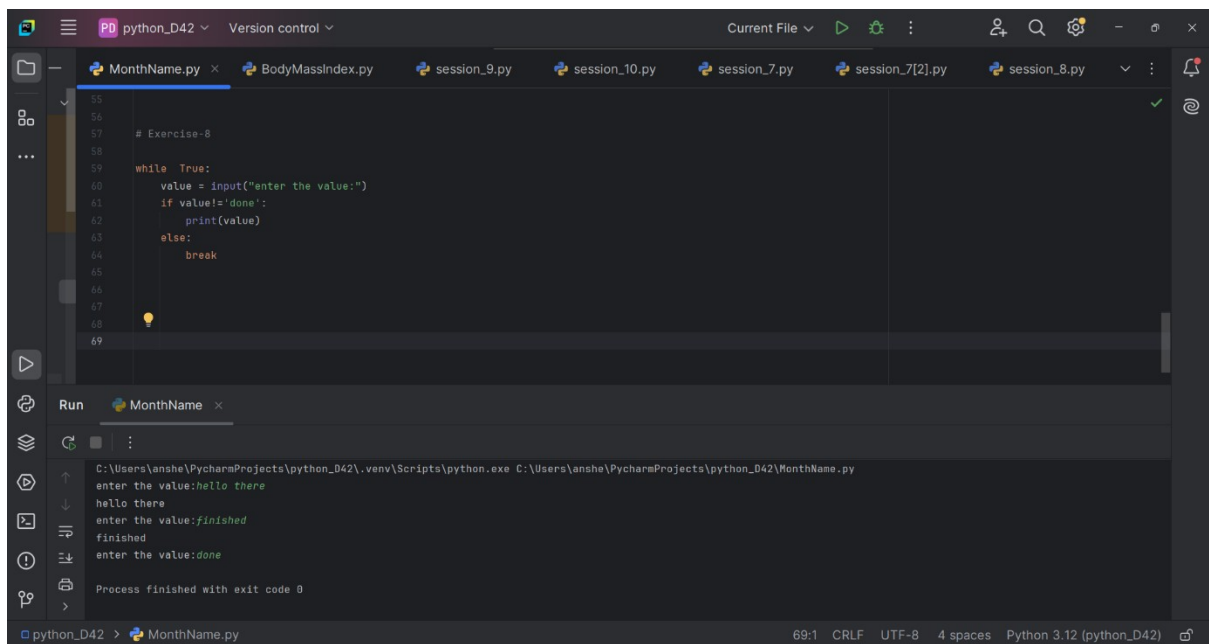 PD python_D42 Version control Current File
MonthName.py BodyMassIndex.py session_9.py session_10.py session_7.py session_7[2].py session_8.py
55
56
57 # Exercise-8
58
59 while True:
60 value = input("enter the value:")
61 if value!='done':
62 print(value)
63 else:
64 break
65
66
67
68
69
Run MonthName
C:\Users\anshe\PycharmProjects\python_D42\.venv\Scripts\python.exe C:\Users\anshe\PycharmProjects\python_D42\MonthName.py
enter the value:hello there
hello there
enter the value:finished
finished
enter the value:done
Process finished with exit code 0
python_D42 > MonthName.py 69:1 CRLF UTF-8 4 spaces Python 3.12 (python_D42)